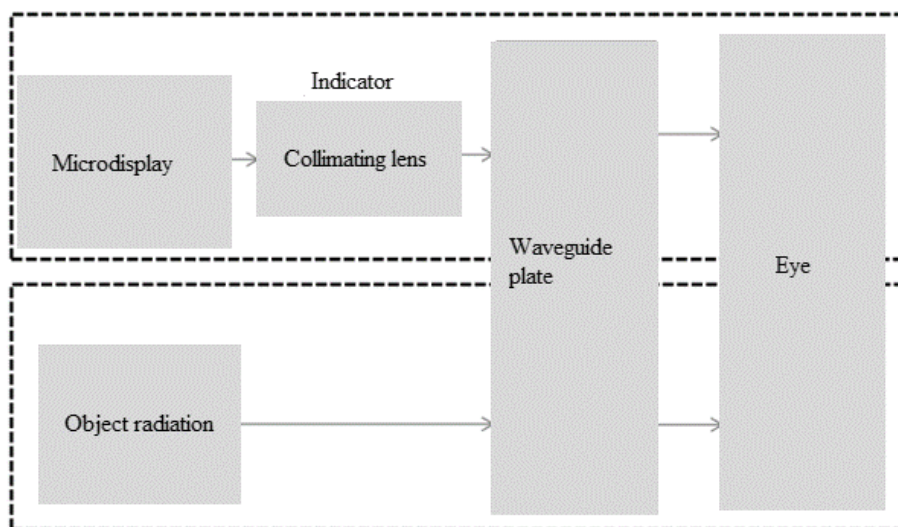 Indicator
Microdisplay
Collimating lens
Waveguide
plate
Eye
Object radiation